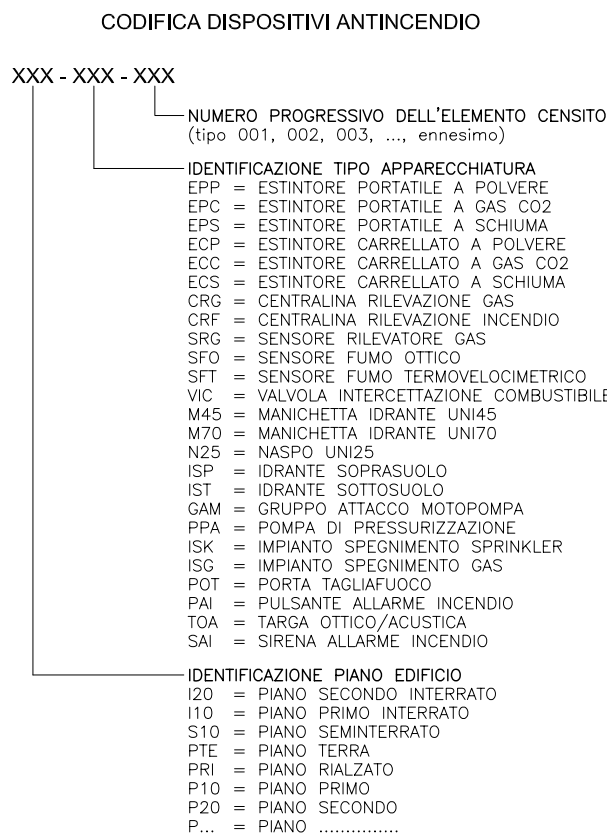 CODIFICA DISPOSITIVI ANTINCENDIO
XXX - XXX - XXX
NUMERO PROGRESSIVO DELL'ELEMENTO CENSITO
(tipo 001, 002, 003, ..., ennesimo)
IDENTIFICAZIONE TIPO APPARECCHIATURA
EPP = ESTINTORE PORTATILE A POLVERE
EPC = ESTINTORE PORTATILE A GAS CO2
EPS = ESTINTORE PORTATILE A SCHIUMA
ECP = ESTINTORE CARRELLATO A POLVERE
ECC = ESTINTORE CARRELLATO A GAS CO2
ECS = ESTINTORE CARRELLATO A SCHIUMA
CRG = CENTRALINA RILEVAZIONE GAS
CRF = CENTRALINA RILEVAZIONE INCENDIO
SRG = SENSORE RILEVATORE GAS
SFO = SENSORE FUMO OTTICO
SFT = SENSORE FUMO TERMOVELOCIMETRICO
VIC = VALVOLA INTERCETTAZIONE COMBUSTIBILE
M45 = MANICHETTA IDRANTE UNI45
M70 = MANICHETTA IDRANTE UNI70
N25 = NASPO UNI25
ISP = IDRANTE SOPRASUOLO
IST = IDRANTE SOTTOSUOLO
GAM = GRUPPO ATTACCO MOTOPOMPA
PPA = POMPA DI PRESSURIZZAZIONE
ISK = IMPIANTO SPEGNIMENTO SPRINKLER
ISG = IMPIANTO SPEGNIMENTO GAS
POT = PORTA TAGLIAFUOCO
PAI = PULSANTE ALLARME INCENDIO
TOA = TARGA OTTICO/ACUSTICA
SAI = SIRENA ALLARME INCENDIO
IDENTIFICAZIONE PIANO EDIFICIO
I20 = PIANO SECONDO INTERRATO
I10 = PIANO PRIMO INTERRATO
S10 = PIANO SEMINTERRATO
PTE = PIANO TERRA
PRI = PIANO RIALZATO
P10 = PIANO PRIMO
P20 = PIANO SECONDO
P... = PIANO ...............